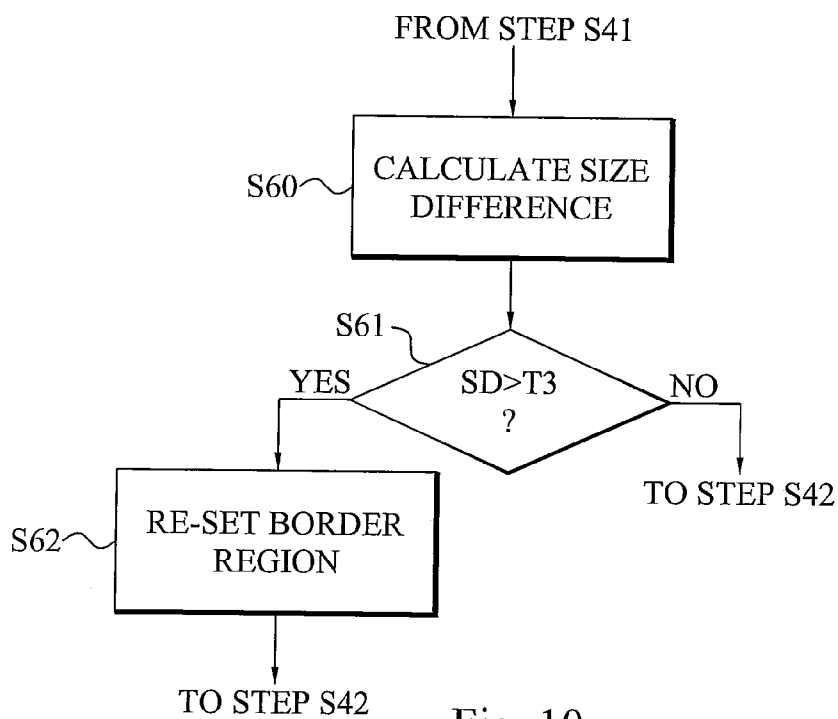 FROM STEP S41
S60
CALCULATE SIZE
DIFFERENCE
S61
SD>T3
?
YES
NO
TO STEP S42
S62
RE-SET BORDER
REGION
TO STEP S42
Fig. 10